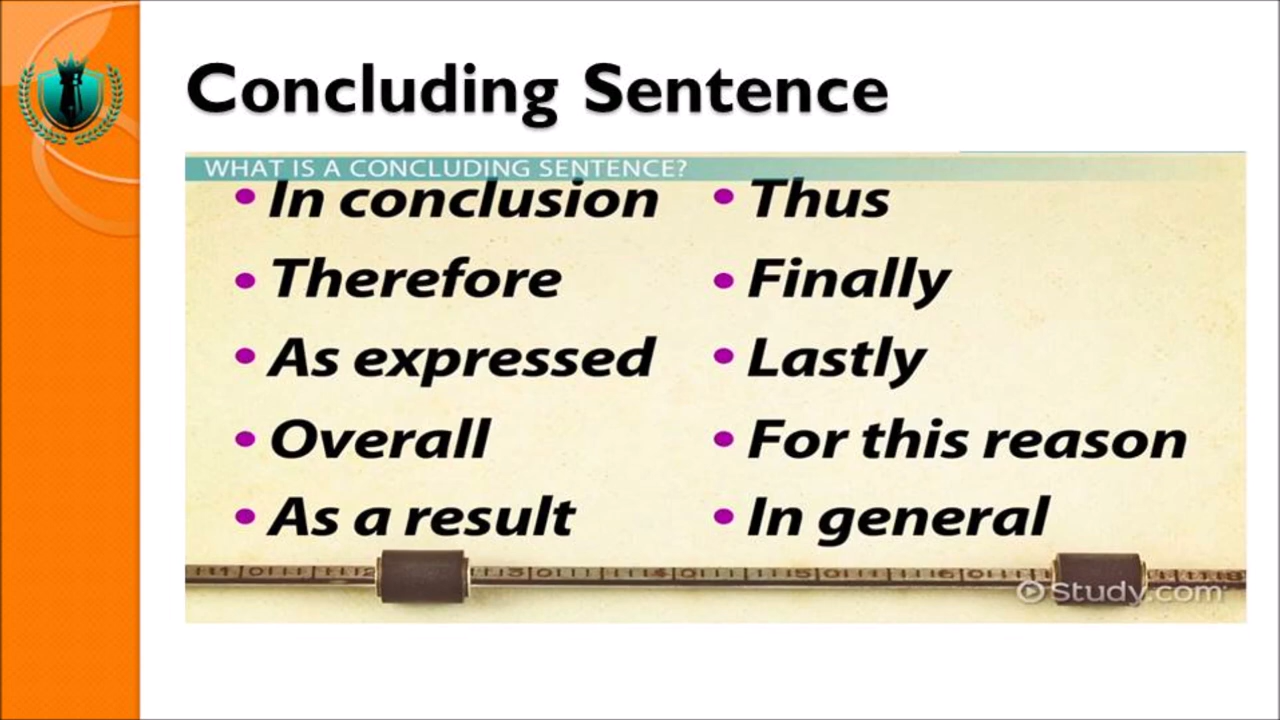 Concluding Sentence
WHAT IS A CONCLUDING SENTENCE?
• In conclusion
• Therefore
• As expressed
• Overall
• As a result
• Thus
• Finally
• Lastly
• For this reason
• In general
Study.com